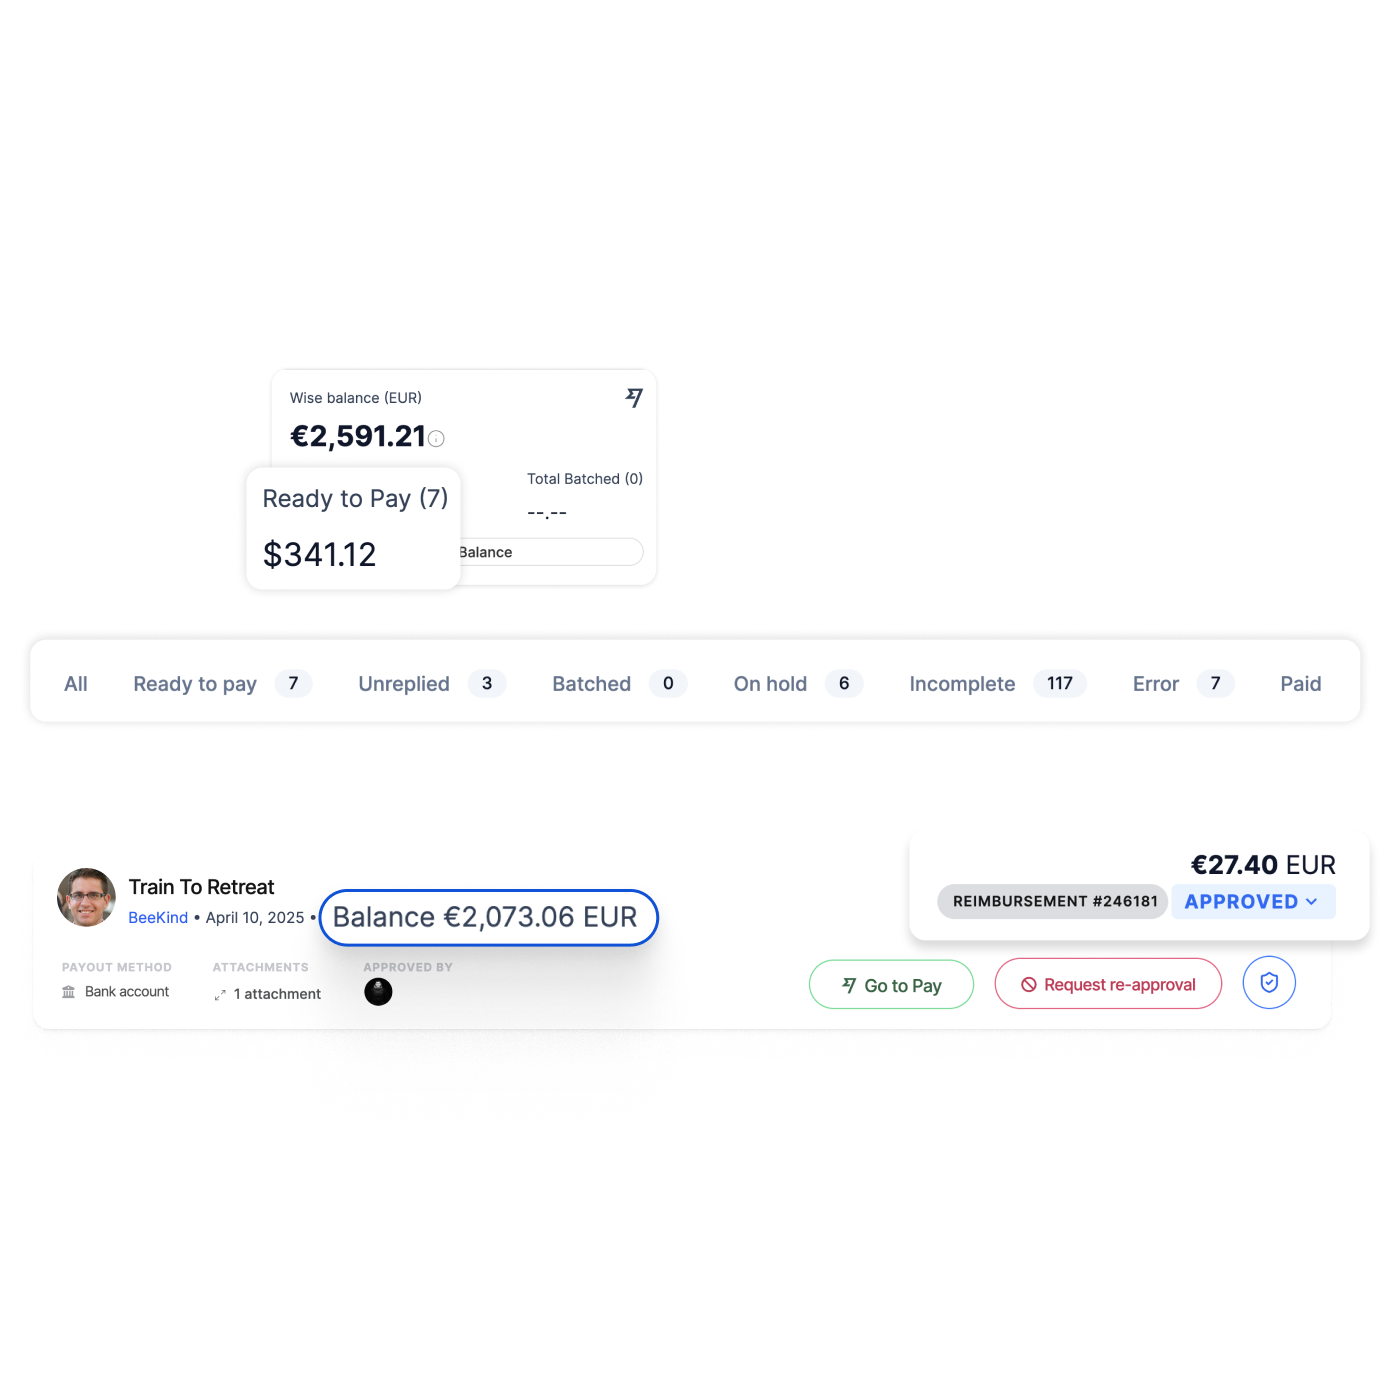 Wise balance (EUR)
€2,591.21
Ready to Pay (7)
$341.12
Total Batched (0)
--.--
Balance
All Ready to pay 7 Unreplied 3 Batched 0 On hold 6 Incomplete 117 Error 7 Paid
€27.40 EUR
REIMBURSEMENT #246181 APPROVED
Train To Retreat
BeeKind • April 10, 2025 • Balance €2,073.06 EUR
PAYOUT METHOD ATTACHMENTS APPROVED BY
Bank account 1 attachment
Go to Pay Request re-approval